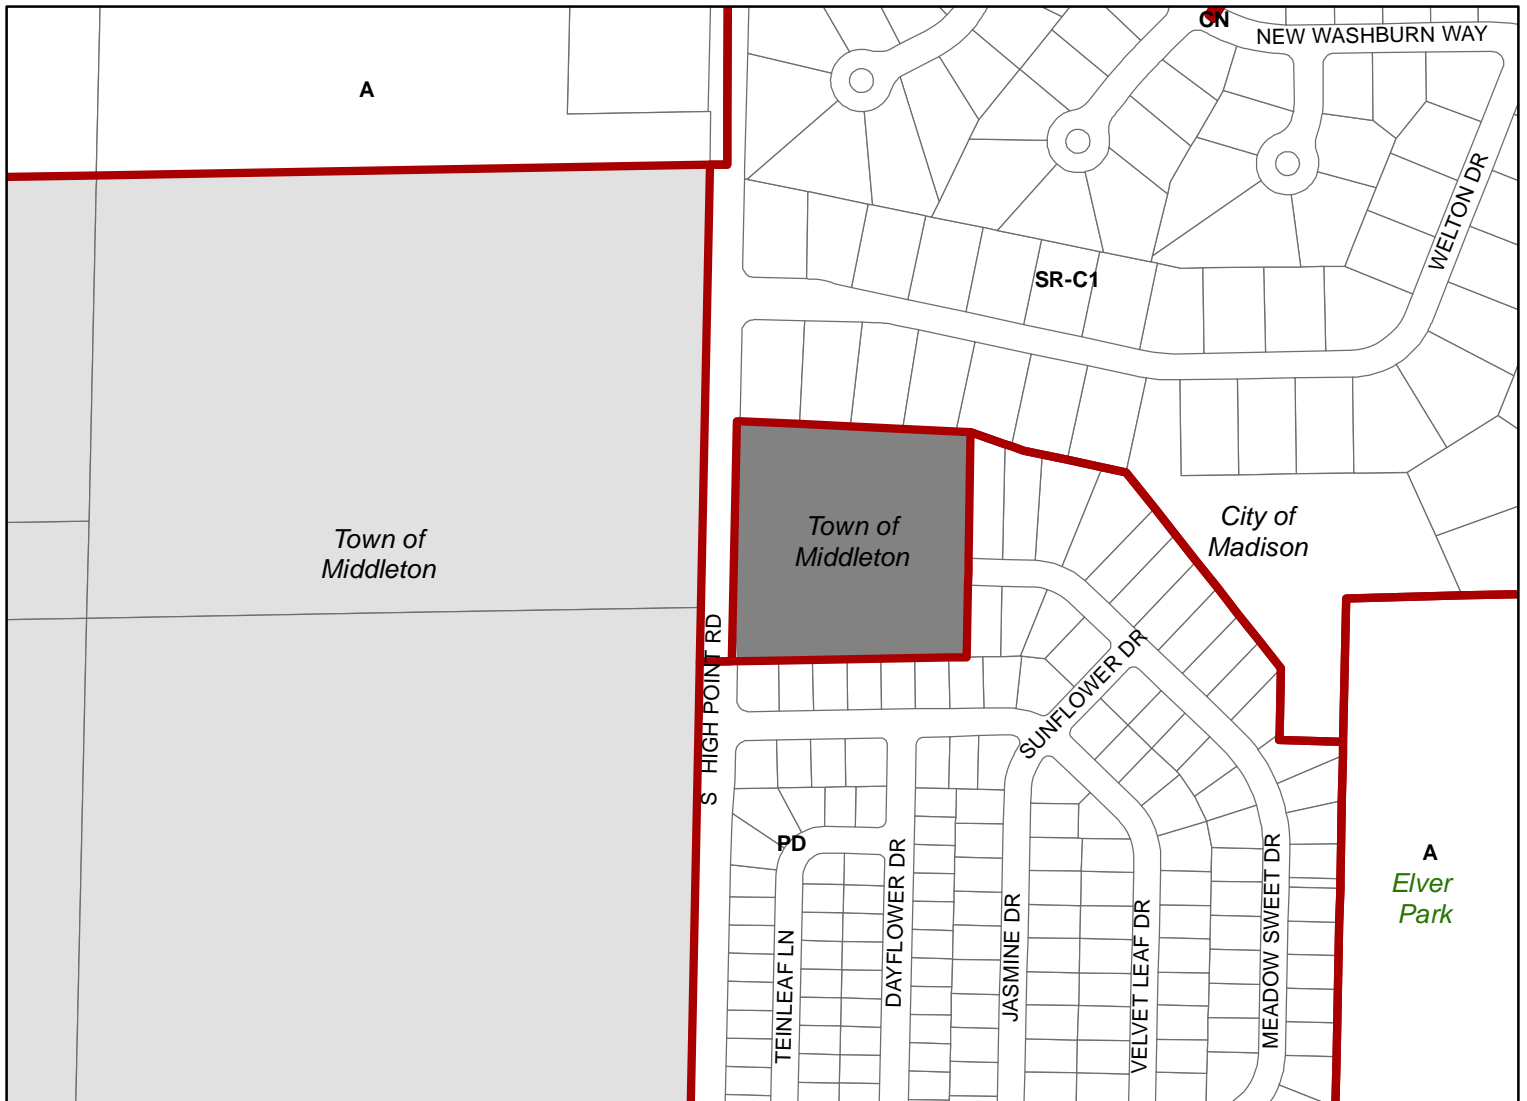 CN
NEW WASHBURN WAY
A
WELTON DR
SR-C1
Town of
Middleton
Town of
Middleton
City of
Madison
S HIGH POINT RD
SUNFLOWER DR
PD
A
Elver
Park
TEINLEAF LN
DAYFLOWER DR
JASMINE DR
VELVET LEAF DR
MEADOW SWEET DR